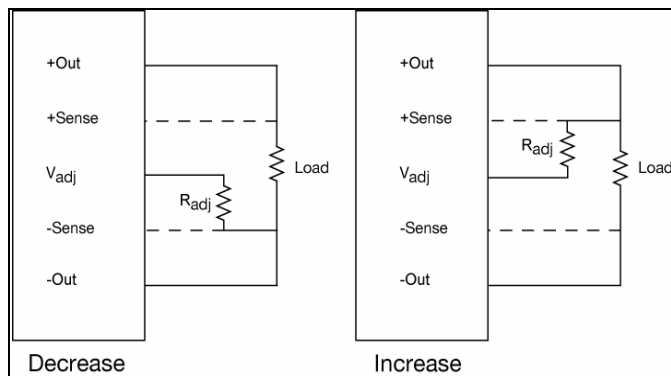 +Out
+Sense
Vadj
Radj
Load
-Sense
-Out
Decrease
+Out
+Sense
Radj
Load
Vadj
-Sense
-Out
Increase